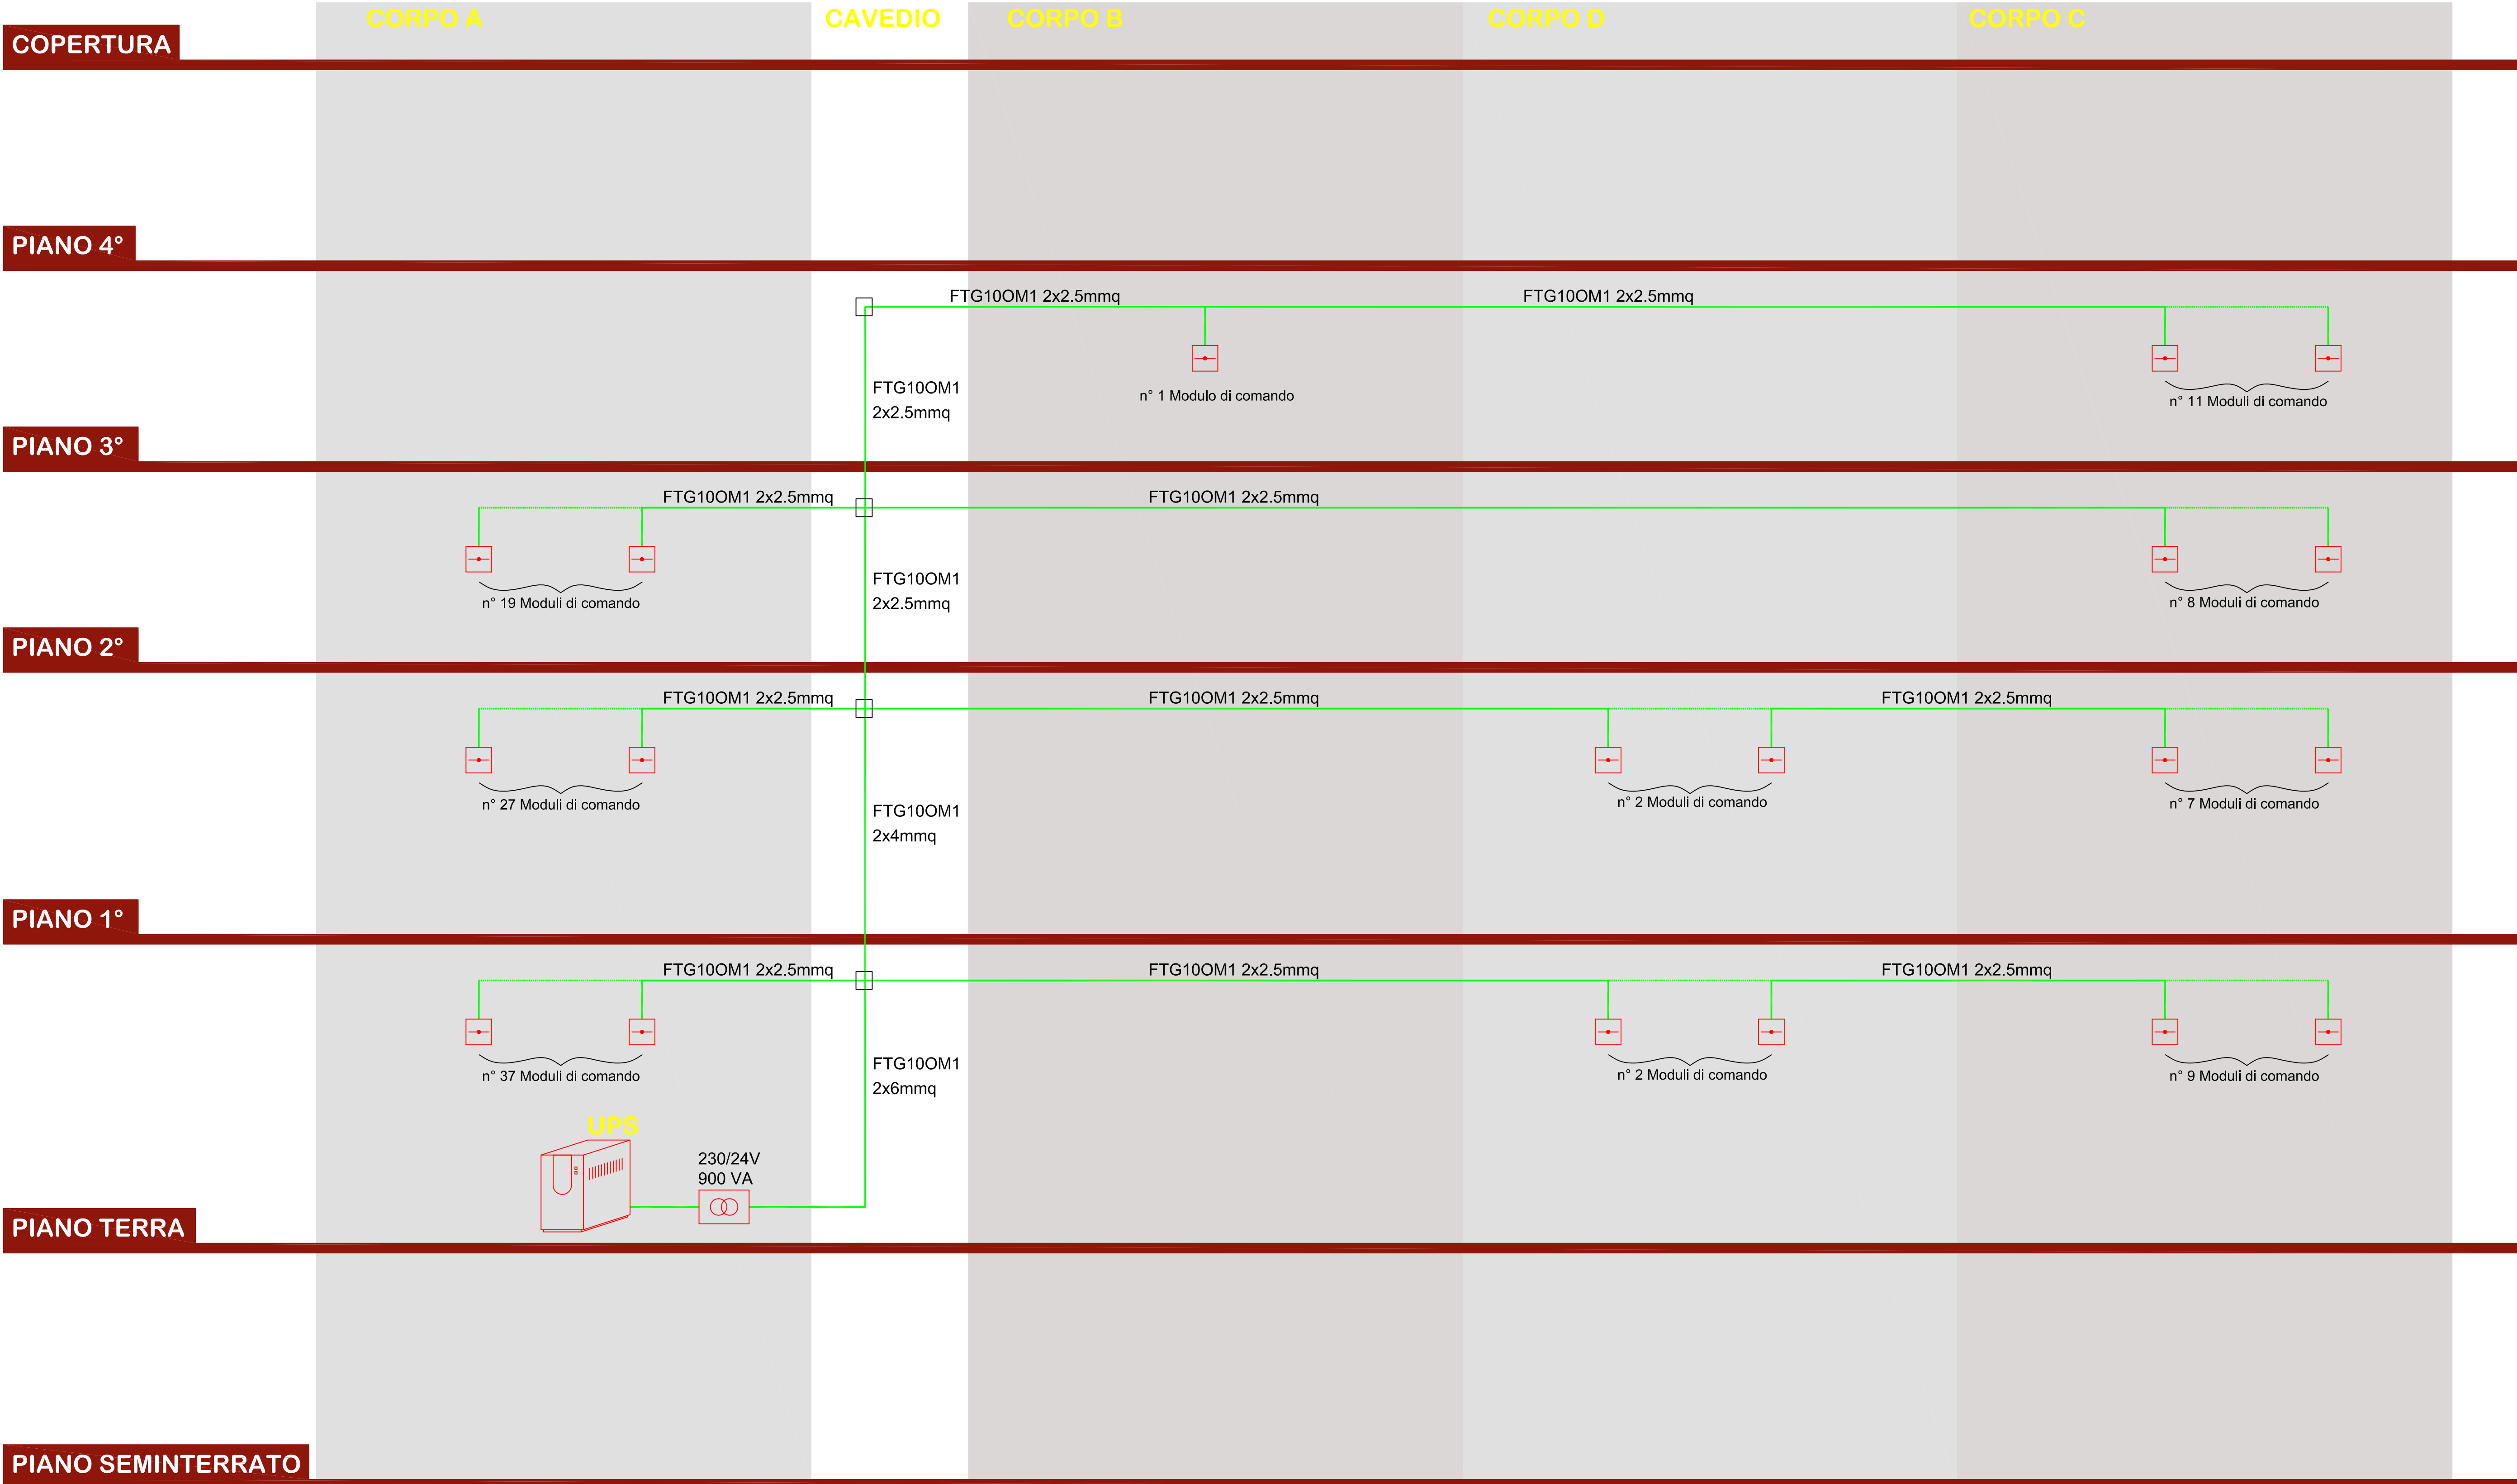 CORPO A
CAVEDIO
CORPO B
CORPO D
CORPO C
COPERTURA
PIANO 4°
FTG10OM1 2x2.5mmq
FTG10OM1 2x2.5mmq
FTG10OM1
2x2.5mmq
n° 1 Modulo di comando
n° 11 Moduli di comando
PIANO 3°
FTG10OM1 2x2.5mmq
FTG10OM1 2x2.5mmq
FTG10OM1
2x2.5mmq
n° 19 Moduli di comando
n° 8 Moduli di comando
PIANO 2°
FTG10OM1 2x2.5mmq
FTG10OM1 2x2.5mmq
FTG10OM1 2x2.5mmq
n° 27 Moduli di comando
n° 2 Moduli di comando
n° 7 Moduli di comando
FTG10OM1
2x4mmq
PIANO 1°
FTG10OM1 2x2.5mmq
FTG10OM1 2x2.5mmq
FTG10OM1 2x2.5mmq
n° 37 Moduli di comando
FTG10OM1
2x6mmq
n° 2 Moduli di comando
n° 9 Moduli di comando
UPS
230/24V
900 VA
PIANO TERRA
PIANO SEMINTERRATO